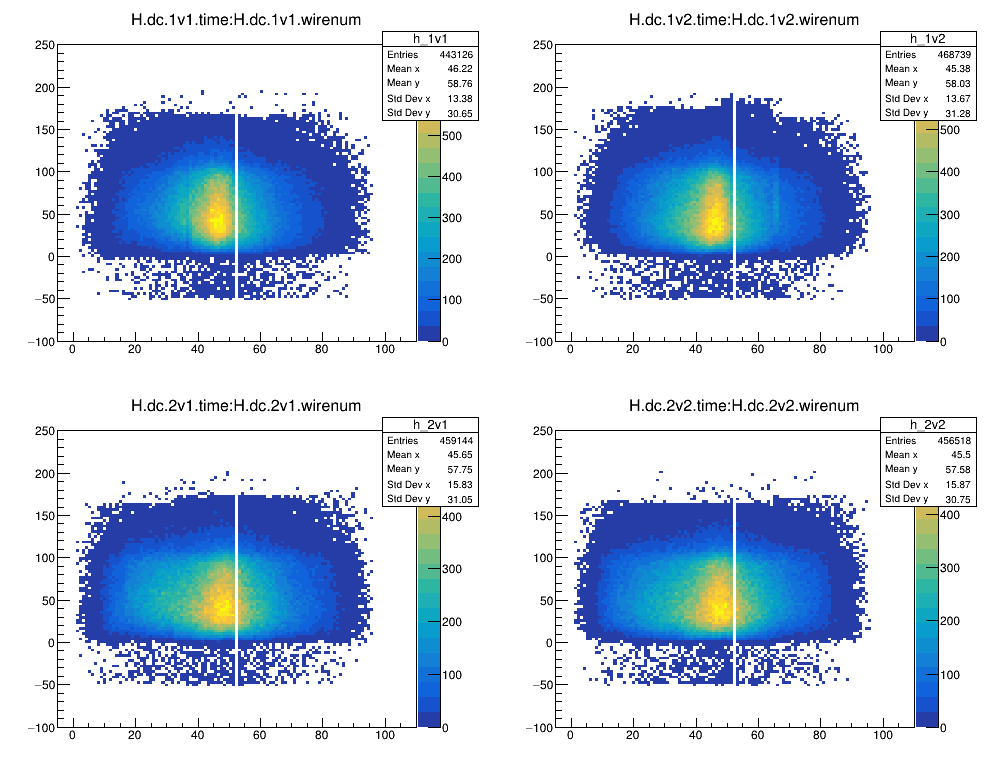 H.dc.1v1.time:H.dc.1v1.wirenum
h_1v1
Entries 443126
Mean x 46.22
Mean y 58.76
Std Dev x 13.38
Std Dev y 30.65
250
200
150
100
50
0
−50
−100
0 20 40 60 80 100
500
400
300
200
100
0
H.dc.1v2.time:H.dc.1v2.wirenum
h_1v2
Entries 468739
Mean x 45.38
Mean y 58.03
Std Dev x 13.67
Std Dev y 31.28
250
200
150
100
50
0
−50
−100
0 20 40 60 80 100
500
400
300
200
100
0
H.dc.2v1.time:H.dc.2v1.wirenum
h_2v1
Entries 459144
Mean x 45.65
Mean y 57.75
Std Dev x 15.83
Std Dev y 31.05
250
200
150
100
50
0
−50
−100
0 20 40 60 80 100
400
300
200
100
0
H.dc.2v2.time:H.dc.2v2.wirenum
h_2v2
Entries 456518
Mean x 45.5
Mean y 57.58
Std Dev x 15.87
Std Dev y 30.75
250
200
150
100
50
0
−50
−100
0 20 40 60 80 100
400
300
200
100
0